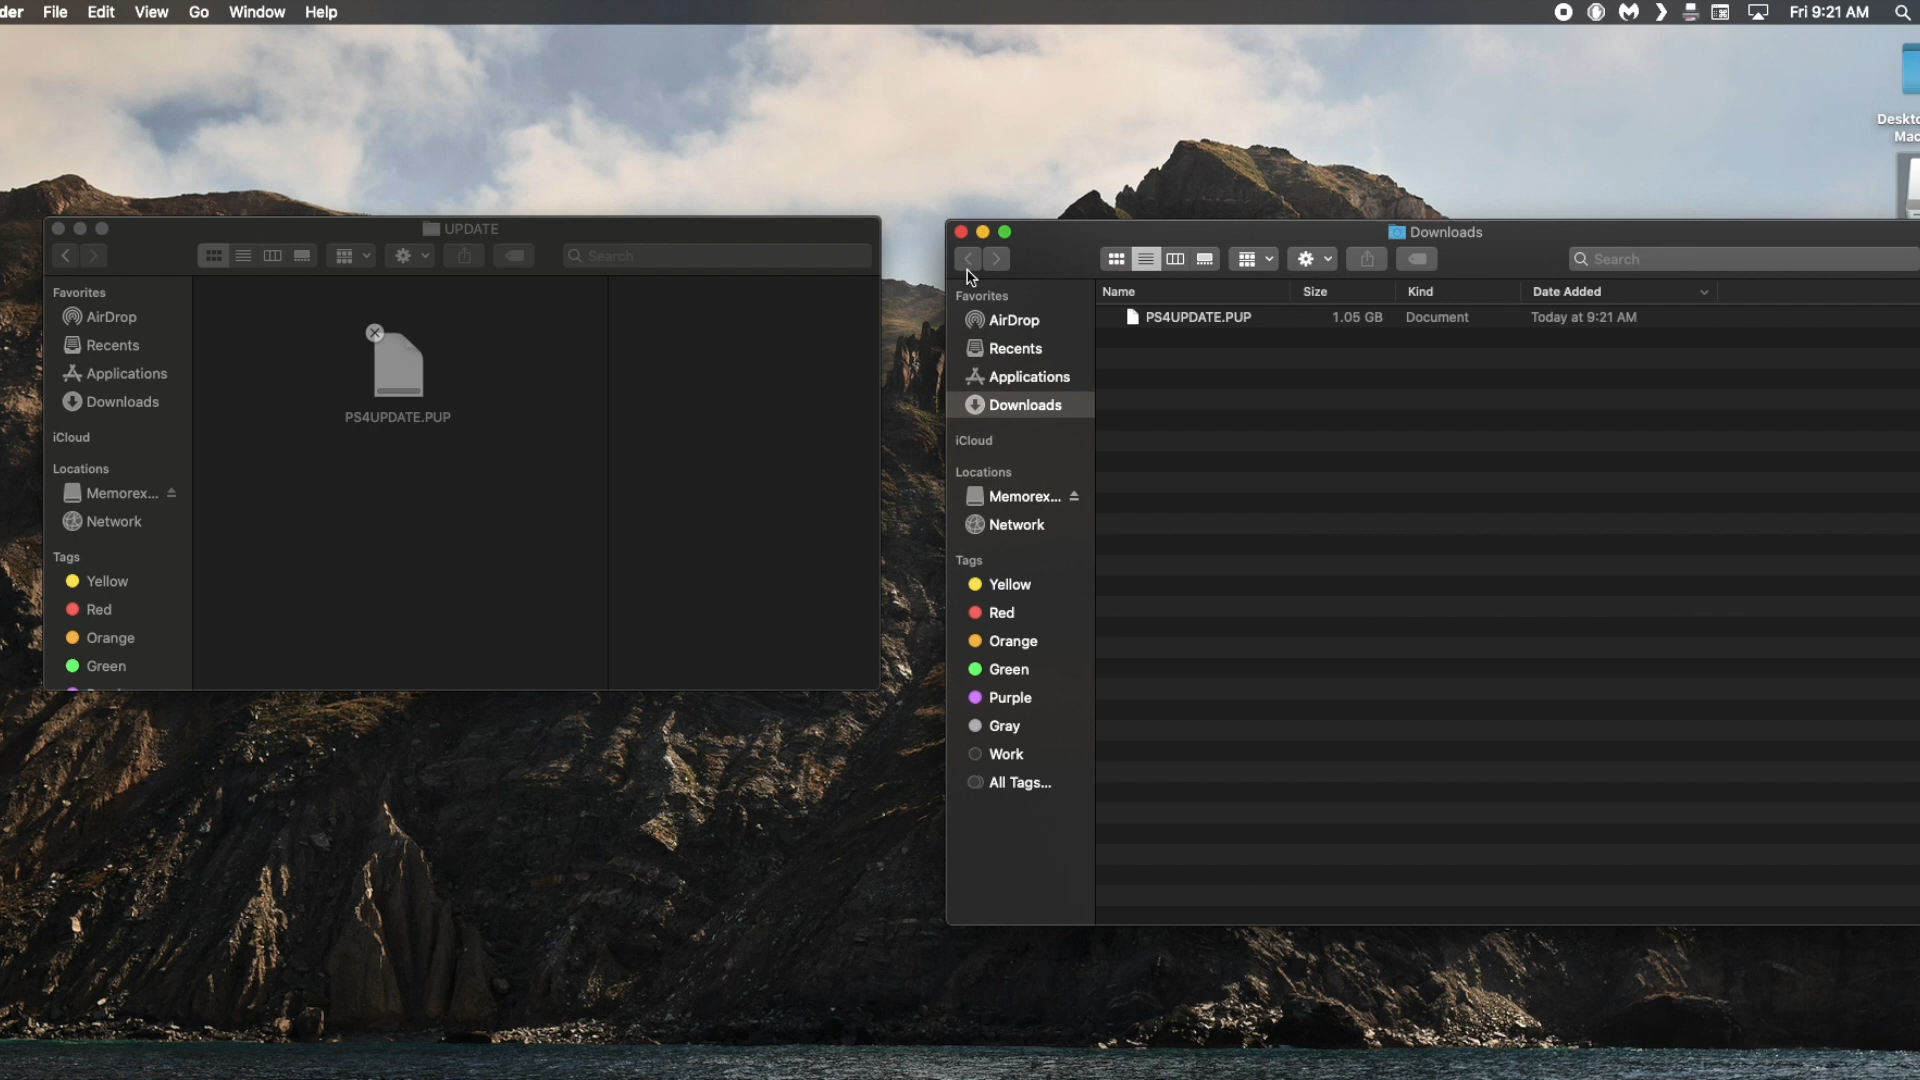 der File Edit View Go Window Help Fri 9:21 AM
Deskto
Mac
UPDATE
Search
Favorites
AirDrop
Recents
Applications
Downloads
iCloud
Locations
Memorex...
Network
Tags
Yellow
Red
Orange
Green
PS4UPDATE.PUP
Downloads
Search
Favorites
AirDrop
Recents
Applications
Downloads
iCloud
Locations
Memorex...
Network
Tags
Yellow
Red
Orange
Green
Purple
Gray
Work
All Tags...
Name Size Kind Date Added
PS4UPDATE.PUP 1.05 GB Document Today at 9:21 AM